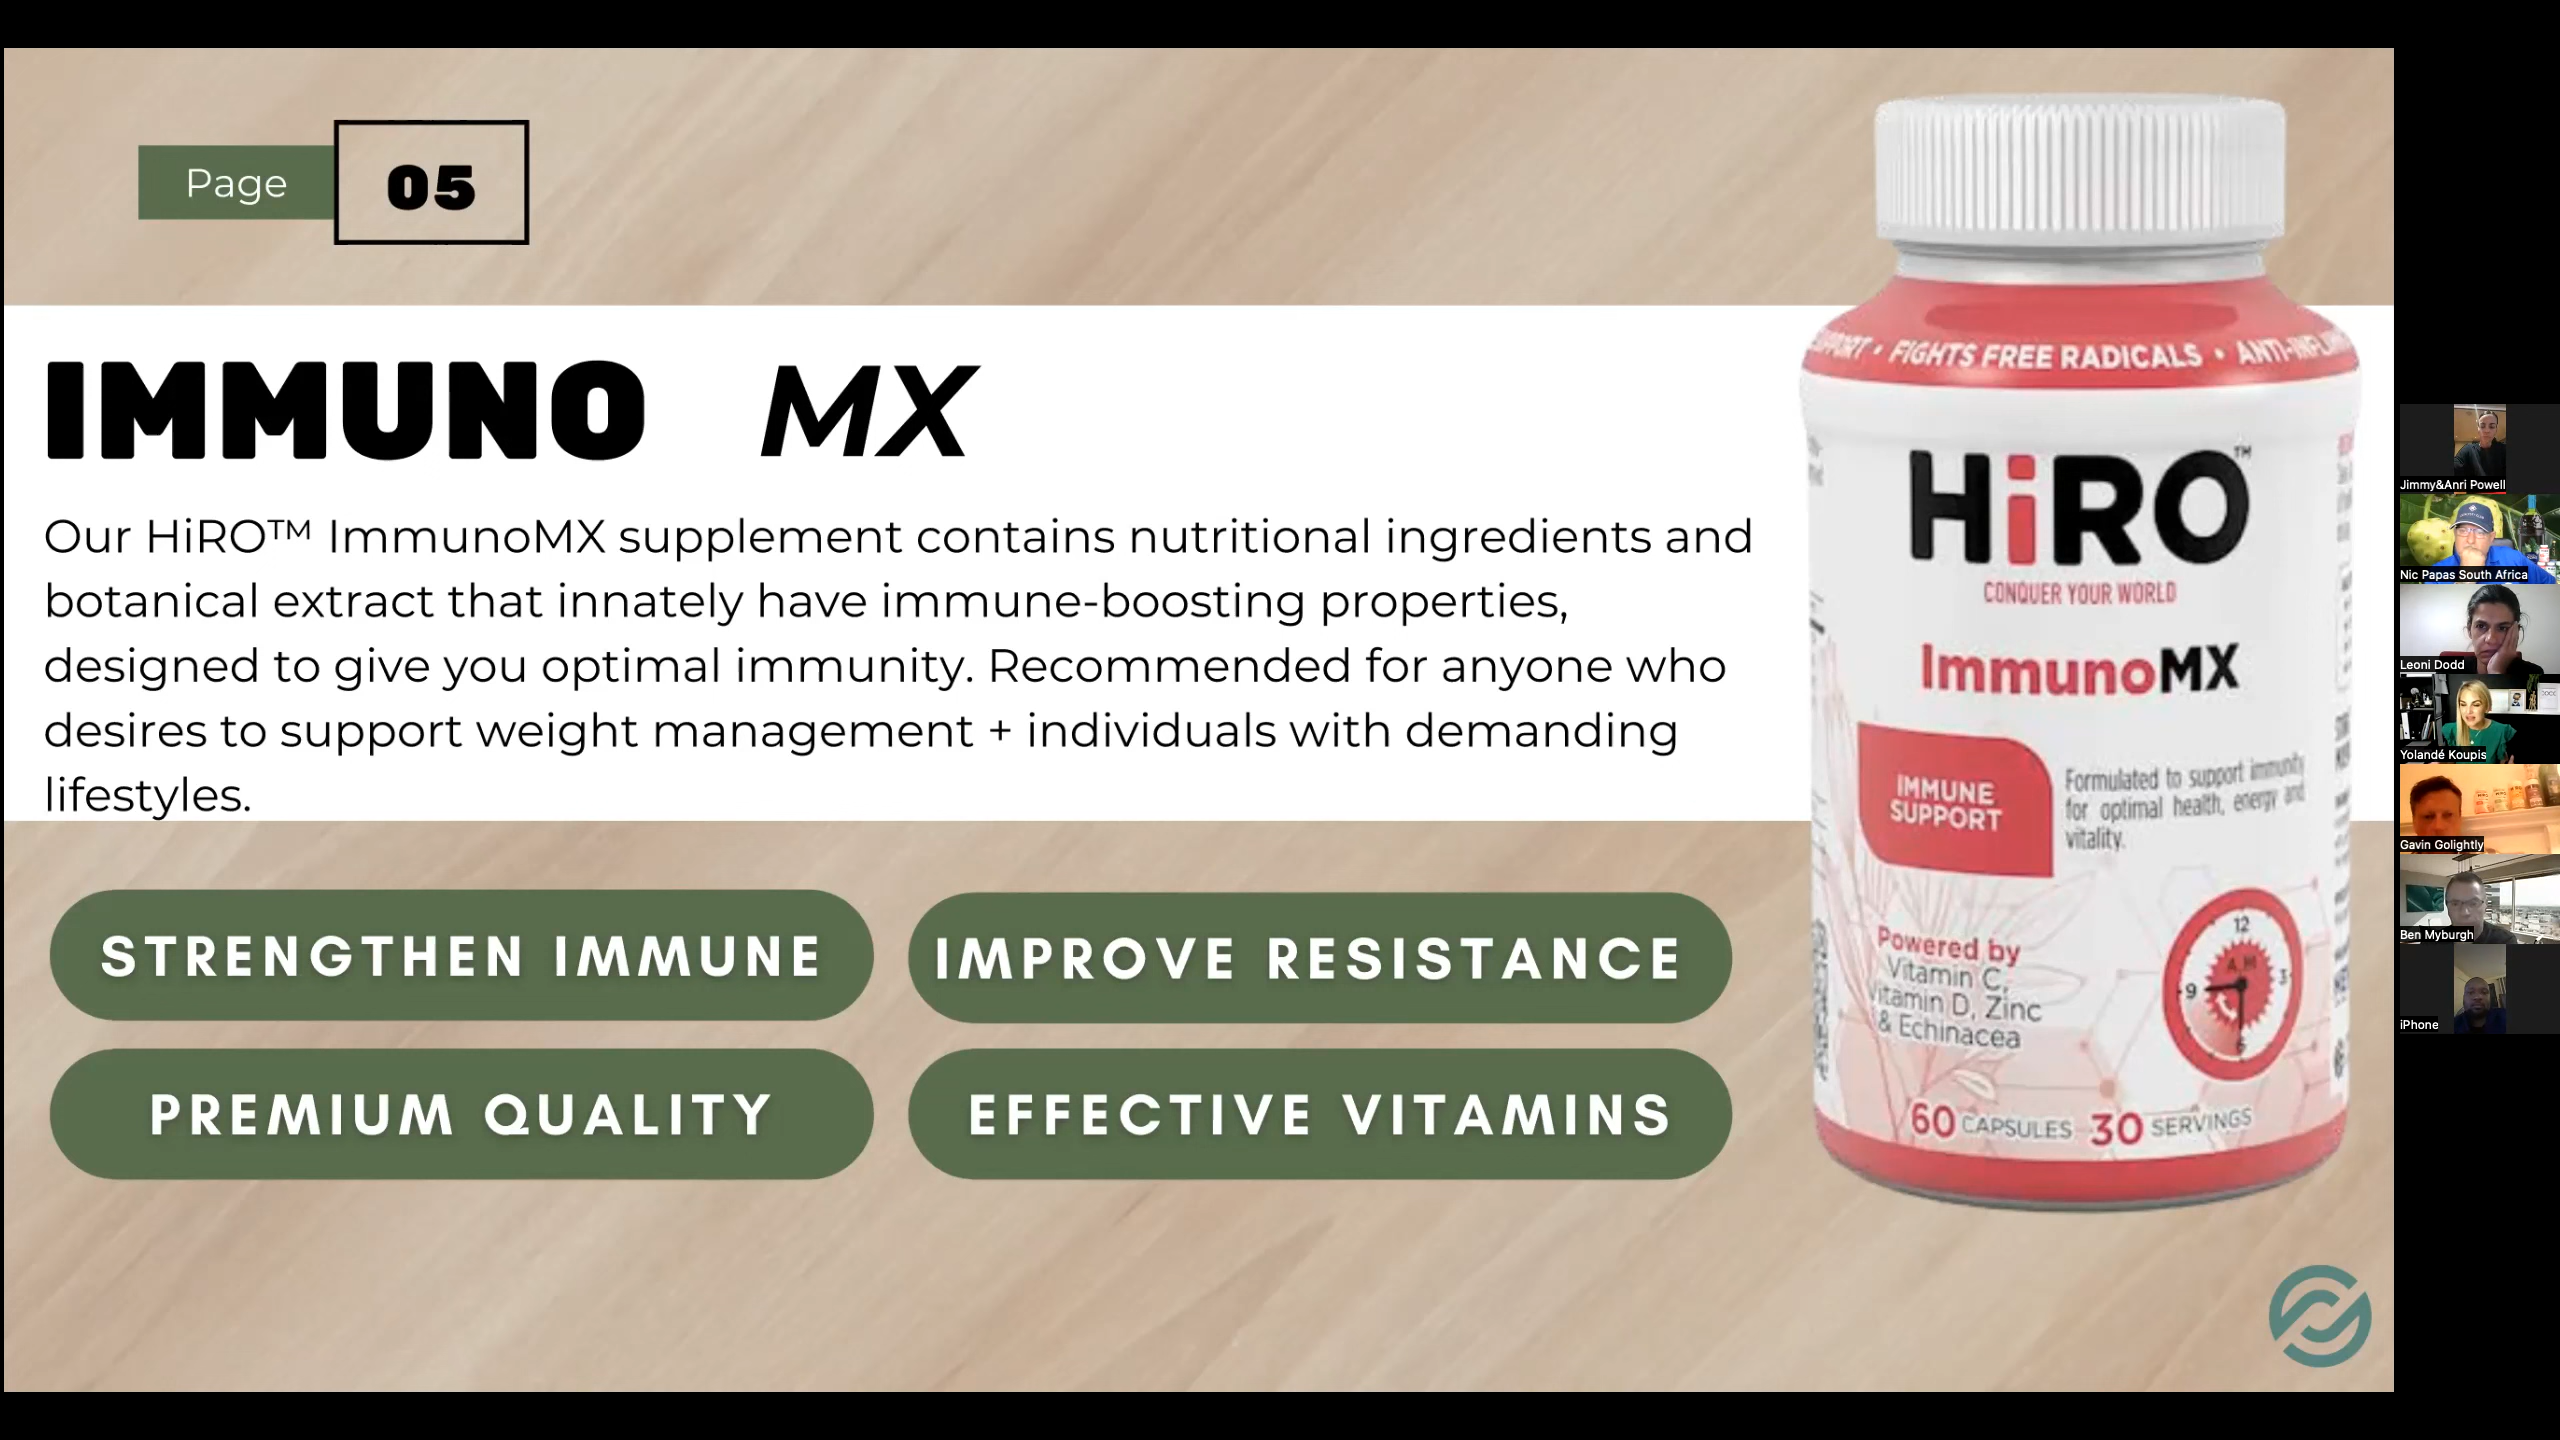 Page
05
IMMUNO MX
Our HiRO™ ImmunoMX supplement contains nutritional ingredients and
botanical extract that innately have immune-boosting properties,
designed to give you optimal immunity. Recommended for anyone who
desires to support weight management + individuals with demanding
lifestyles.
STRENGTHEN IMMUNE
IMPROVE RESISTANCE
PREMIUM QUALITY
EFFECTIVE VITAMINS
• FIGHTS FREE RADICALS •
HiRO™
CONQUER YOUR WORLD
ImmunoMX
IMMUNE
SUPPORT
Formulated to support immunity
for optimal health, energy and
vitality.
Powered by
Vitamin C,
Vitamin D, Zinc
& Echinacea
12
A.M
9
3
6
60 CAPSULES 30 SERVINGS
Jimmy&Anri Powell
Nic Papas South Africa
Leoni Dodd
Yolandé Koupis
Gavin Golightly
Ben Myburgh
iPhone